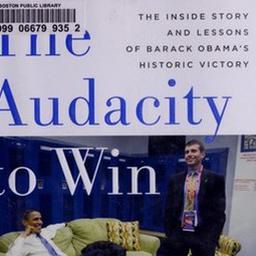 BOSTON PUBLIC LIBRARY
999 06679 935 2
THE INSIDE STORY
AND LESSONS
OF BARACK OBAMA'S
HISTORIC VICTORY
The
Audacity
to Win